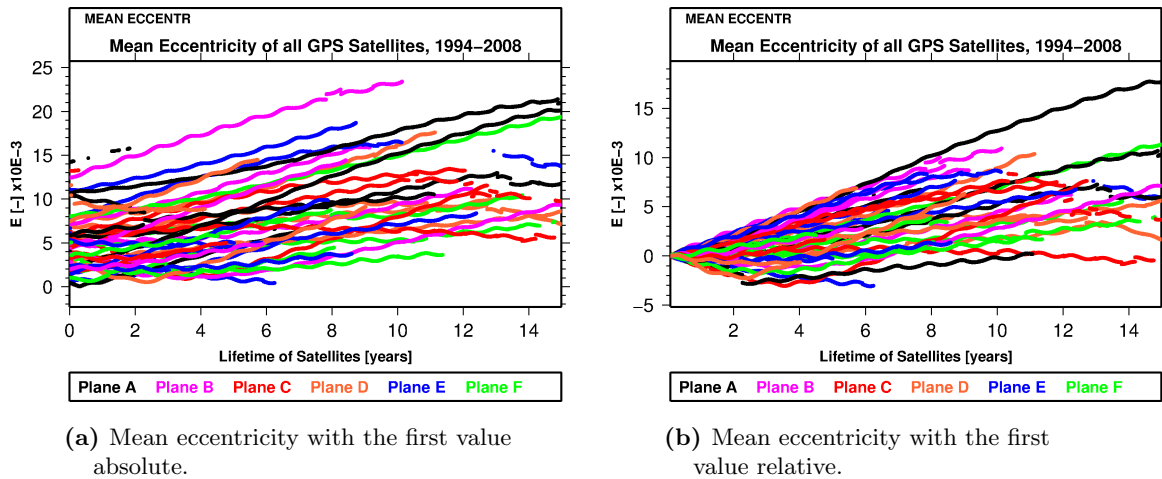 MEAN ECCENTR
Mean Eccentricity of all GPS Satellites, 1994−2008
25
20
15
10
5
0
E [−] x10E−3
0 2 4 6 8 10 12 14
Lifetime of Satellites [years]
Plane A Plane B Plane C Plane D Plane E Plane F
(a) Mean eccentricity with the first value
absolute.
MEAN ECCENTR
Mean Eccentricity of all GPS Satellites, 1994−2008
15
10
5
0
−5
E [−] x10E−3
2 4 6 8 10 12 14
Lifetime of Satellites [years]
Plane A Plane B Plane C Plane D Plane E Plane F
(b) Mean eccentricity with the first
value relative.